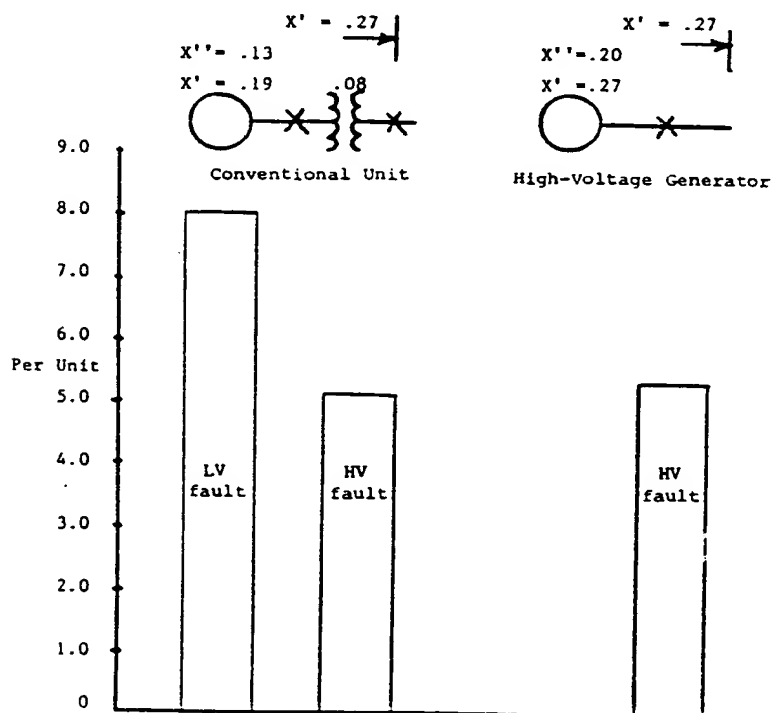 X' = .27
X''= .13
X' = .19
.08
Conventional Unit
X' = .27
X''=.20
X' =.27
High-Voltage Generator
9.0
8.0
7.0
6.0
Per Unit
5.0
4.0
3.0
2.0
1.0
0
LV
fault
HV
fault
HV
fault